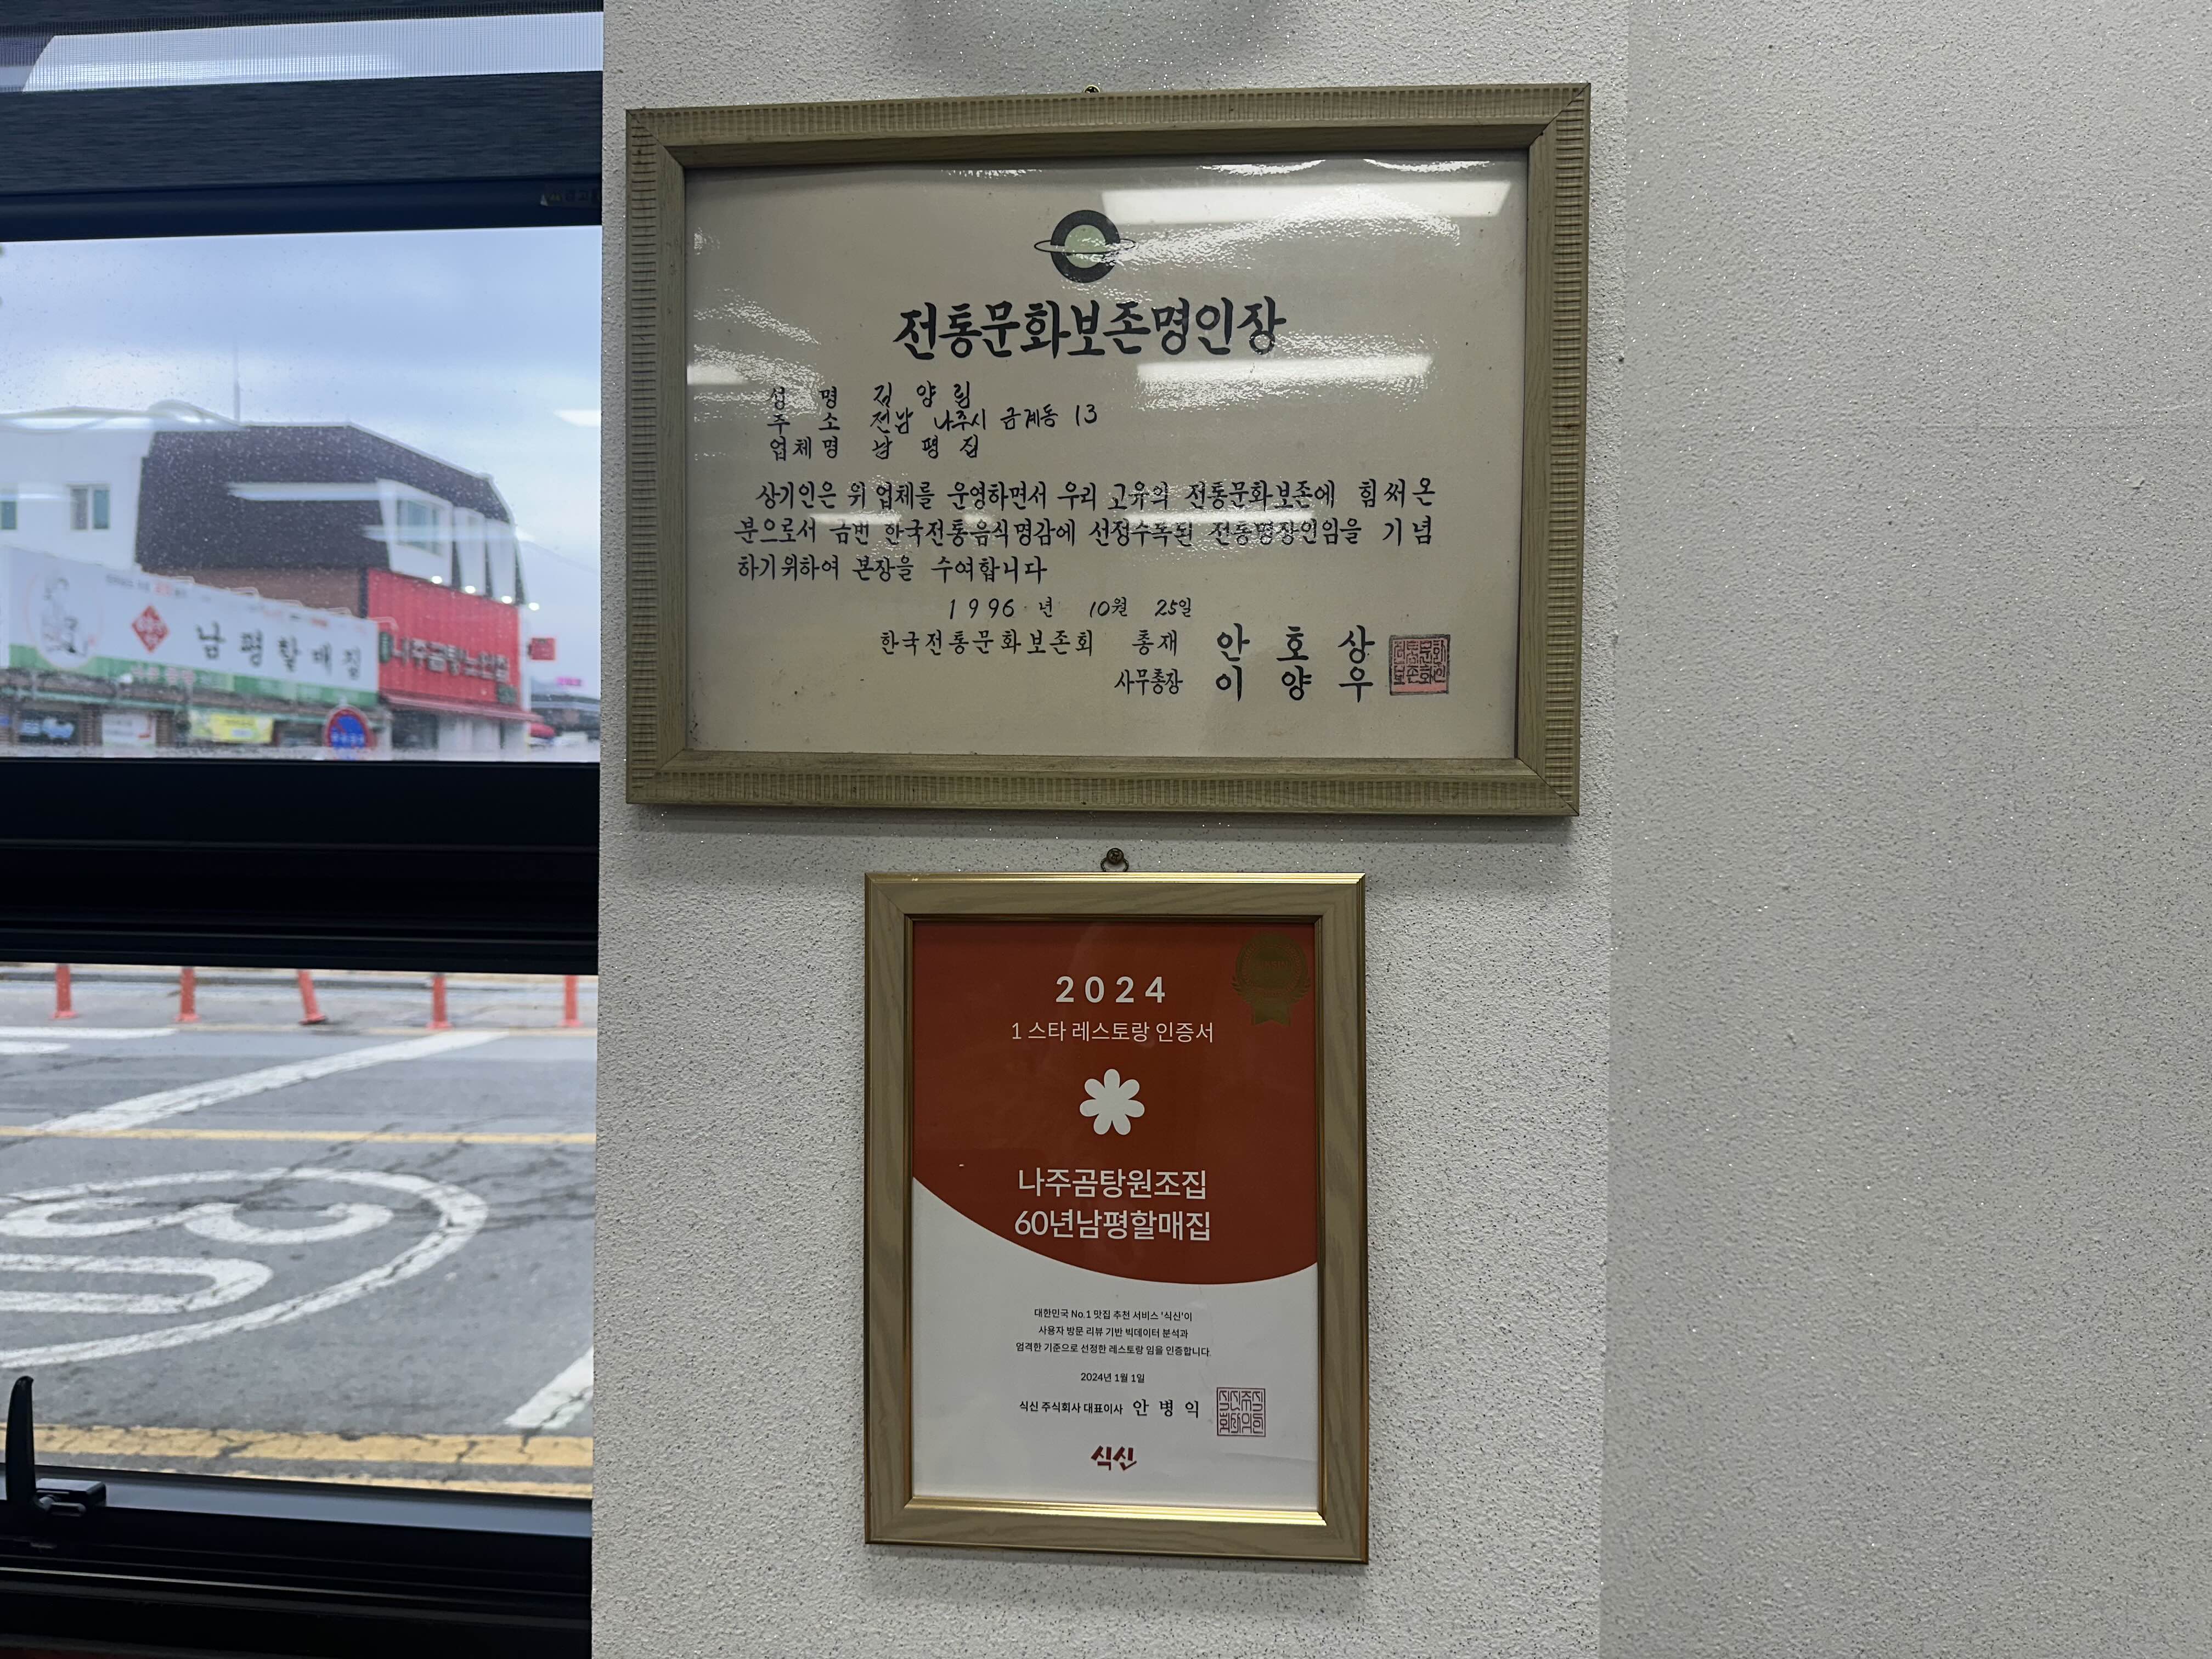 전통문화보존명인장
성 명 김 양 림
주 소 전남 나주시 금계동 13
업체명 남 평 집
상기인은 위 업체를 운영하면서 우리 고유의 전통문화보존에 힘써온
분으로서 금번 한국전통음식명감에 선정수록된 전통명장인임을 기념
하기위하여 본장을 수여합니다
1996년 10월 25일
한국전통문화보존회 총재 안 호 상
사무총장 이 양 우
2024
1 스타 레스토랑 인증서
나주곰탕원조집
60년남평할매집
대한민국 No.1 맛집 추천 서비스 '식신'이
사용자 방문 리뷰 기반 빅데이터 분석과
엄격한 기준으로 선정한 레스토랑 임을 인증합니다.
2024년 1월 1일
식신 주식회사 대표이사 안 병 익
식신
남평할매집
나주곰탕노안집
30